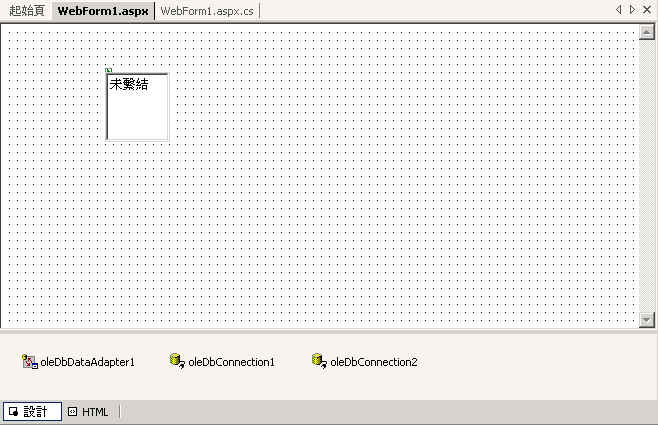 起始頁 WebForm1.aspx WebForm1.aspx.cs
未繫結
oleDbDataAdapter1 oleDbConnection1 oleDbConnection2
設計 HTML